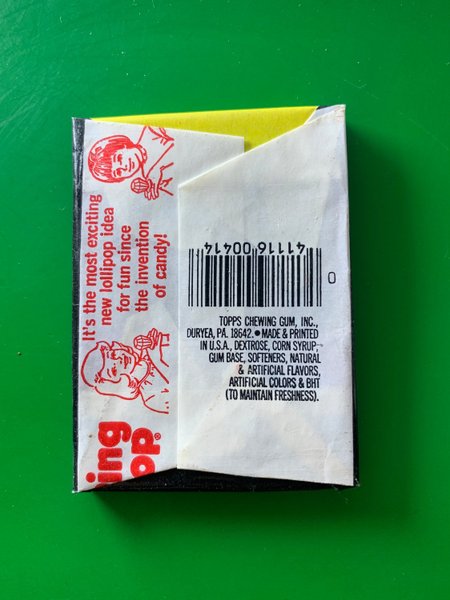 It's the most exciting
new lollipop idea
for fun since
the invention
of candy!
ing
op®
41116 00414
0
TOPPS CHEWING GUM, INC.,
DURYEA, PA. 18642. • MADE & PRINTED
IN U.S.A., DEXTROSE, CORN SYRUP,
GUM BASE, SOFTENERS, NATURAL
& ARTIFICIAL FLAVORS,
ARTIFICIAL COLORS & BHT
(TO MAINTAIN FRESHNESS).